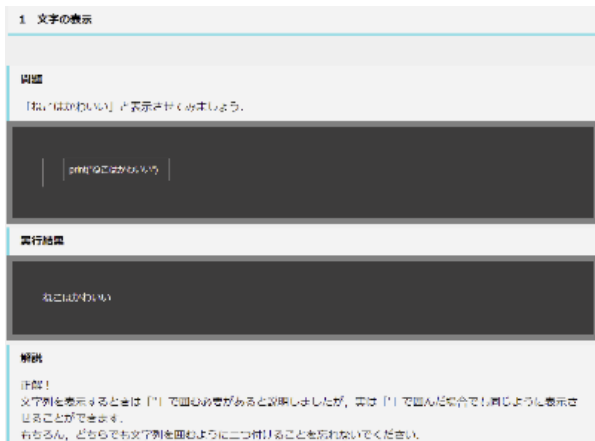 1 文字の表示
問題
「ねこはかわいい」と表示させてみましょう.
print("ねこはかわいい")
実行結果
ねこはかわいい
解説
正解！
文字列を表示するときは「"」で囲む必要があると説明しましたが，実は「'」で囲んだ場合でも同じように表示さ
せることができます.
もちろん，どちらでも文字列を囲むように二つ付けることを忘れないでください.